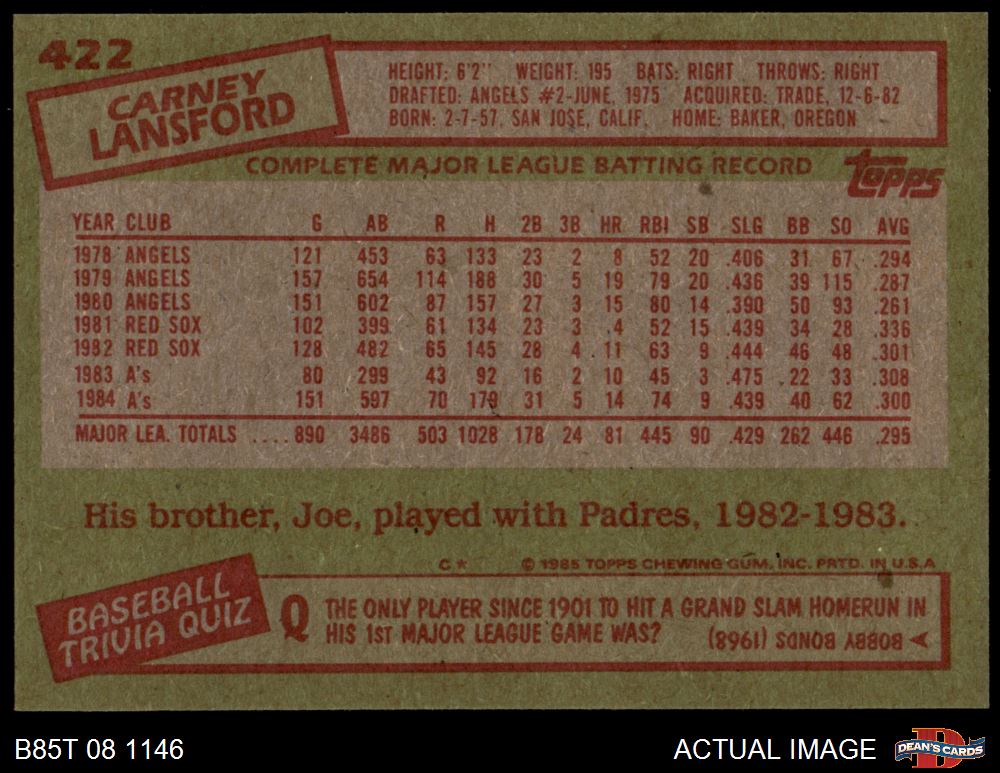 422
CARNEY
LANSFORD
HEIGHT: 6'2" WEIGHT: 195 BATS: RIGHT THROWS: RIGHT
DRAFTED: ANGELS #2-JUNE, 1975 ACQUIRED: TRADE, 12-6-82
BORN: 2-7-57, SAN JOSE, CALIF. HOME: BAKER, OREGON
COMPLETE MAJOR LEAGUE BATTING RECORD
topps
YEAR CLUB G AB R H 2B 3B HR RBI SB SLG BB SO AVG
1978 ANGELS 121 453 63 133 23 2 8 52 20 .406 31 67 .294
1979 ANGELS 157 654 114 188 30 5 19 79 20 .436 39 115 .287
1980 ANGELS 151 602 87 157 27 3 15 80 14 .390 50 93 .261
1981 RED SOX 102 399 61 134 23 3 4 52 15 .439 34 28 .336
1982 RED SOX 128 482 65 145 28 4 11 63 9 .444 46 48 .301
1983 A's 80 299 43 92 16 2 10 45 3 .475 22 33 .308
1984 A's 151 597 70 179 31 5 14 74 9 .439 40 62 .300
MAJOR LEA. TOTALS ....890 3486 503 1028 178 24 81 445 90 .429 262 446 .295
His brother, Joe, played with Padres, 1982-1983.
C* © 1985 TOPPS CHEWING GUM, INC. PRTD. IN U.S.A
BASEBALL
TRIVIA QUIZ
Q THE ONLY PLAYER SINCE 1901 TO HIT A GRAND SLAM HOMERUN IN
HIS 1ST MAJOR LEAGUE GAME WAS?
BOBBY BONDS (1968)
B85T 08 1146
ACTUAL IMAGE
D
DEAN'S CARDS